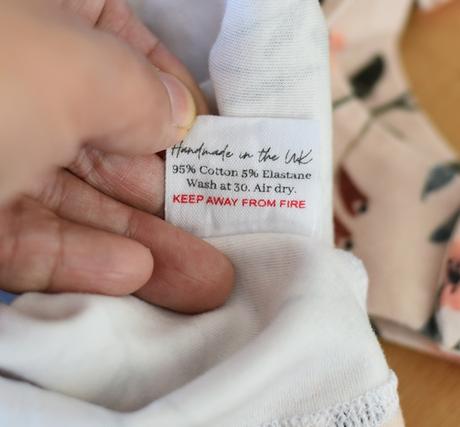 Handmade in the UK
95% Cotton 5% Elastane
Wash at 30. Air dry.
KEEP AWAY FROM FIRE